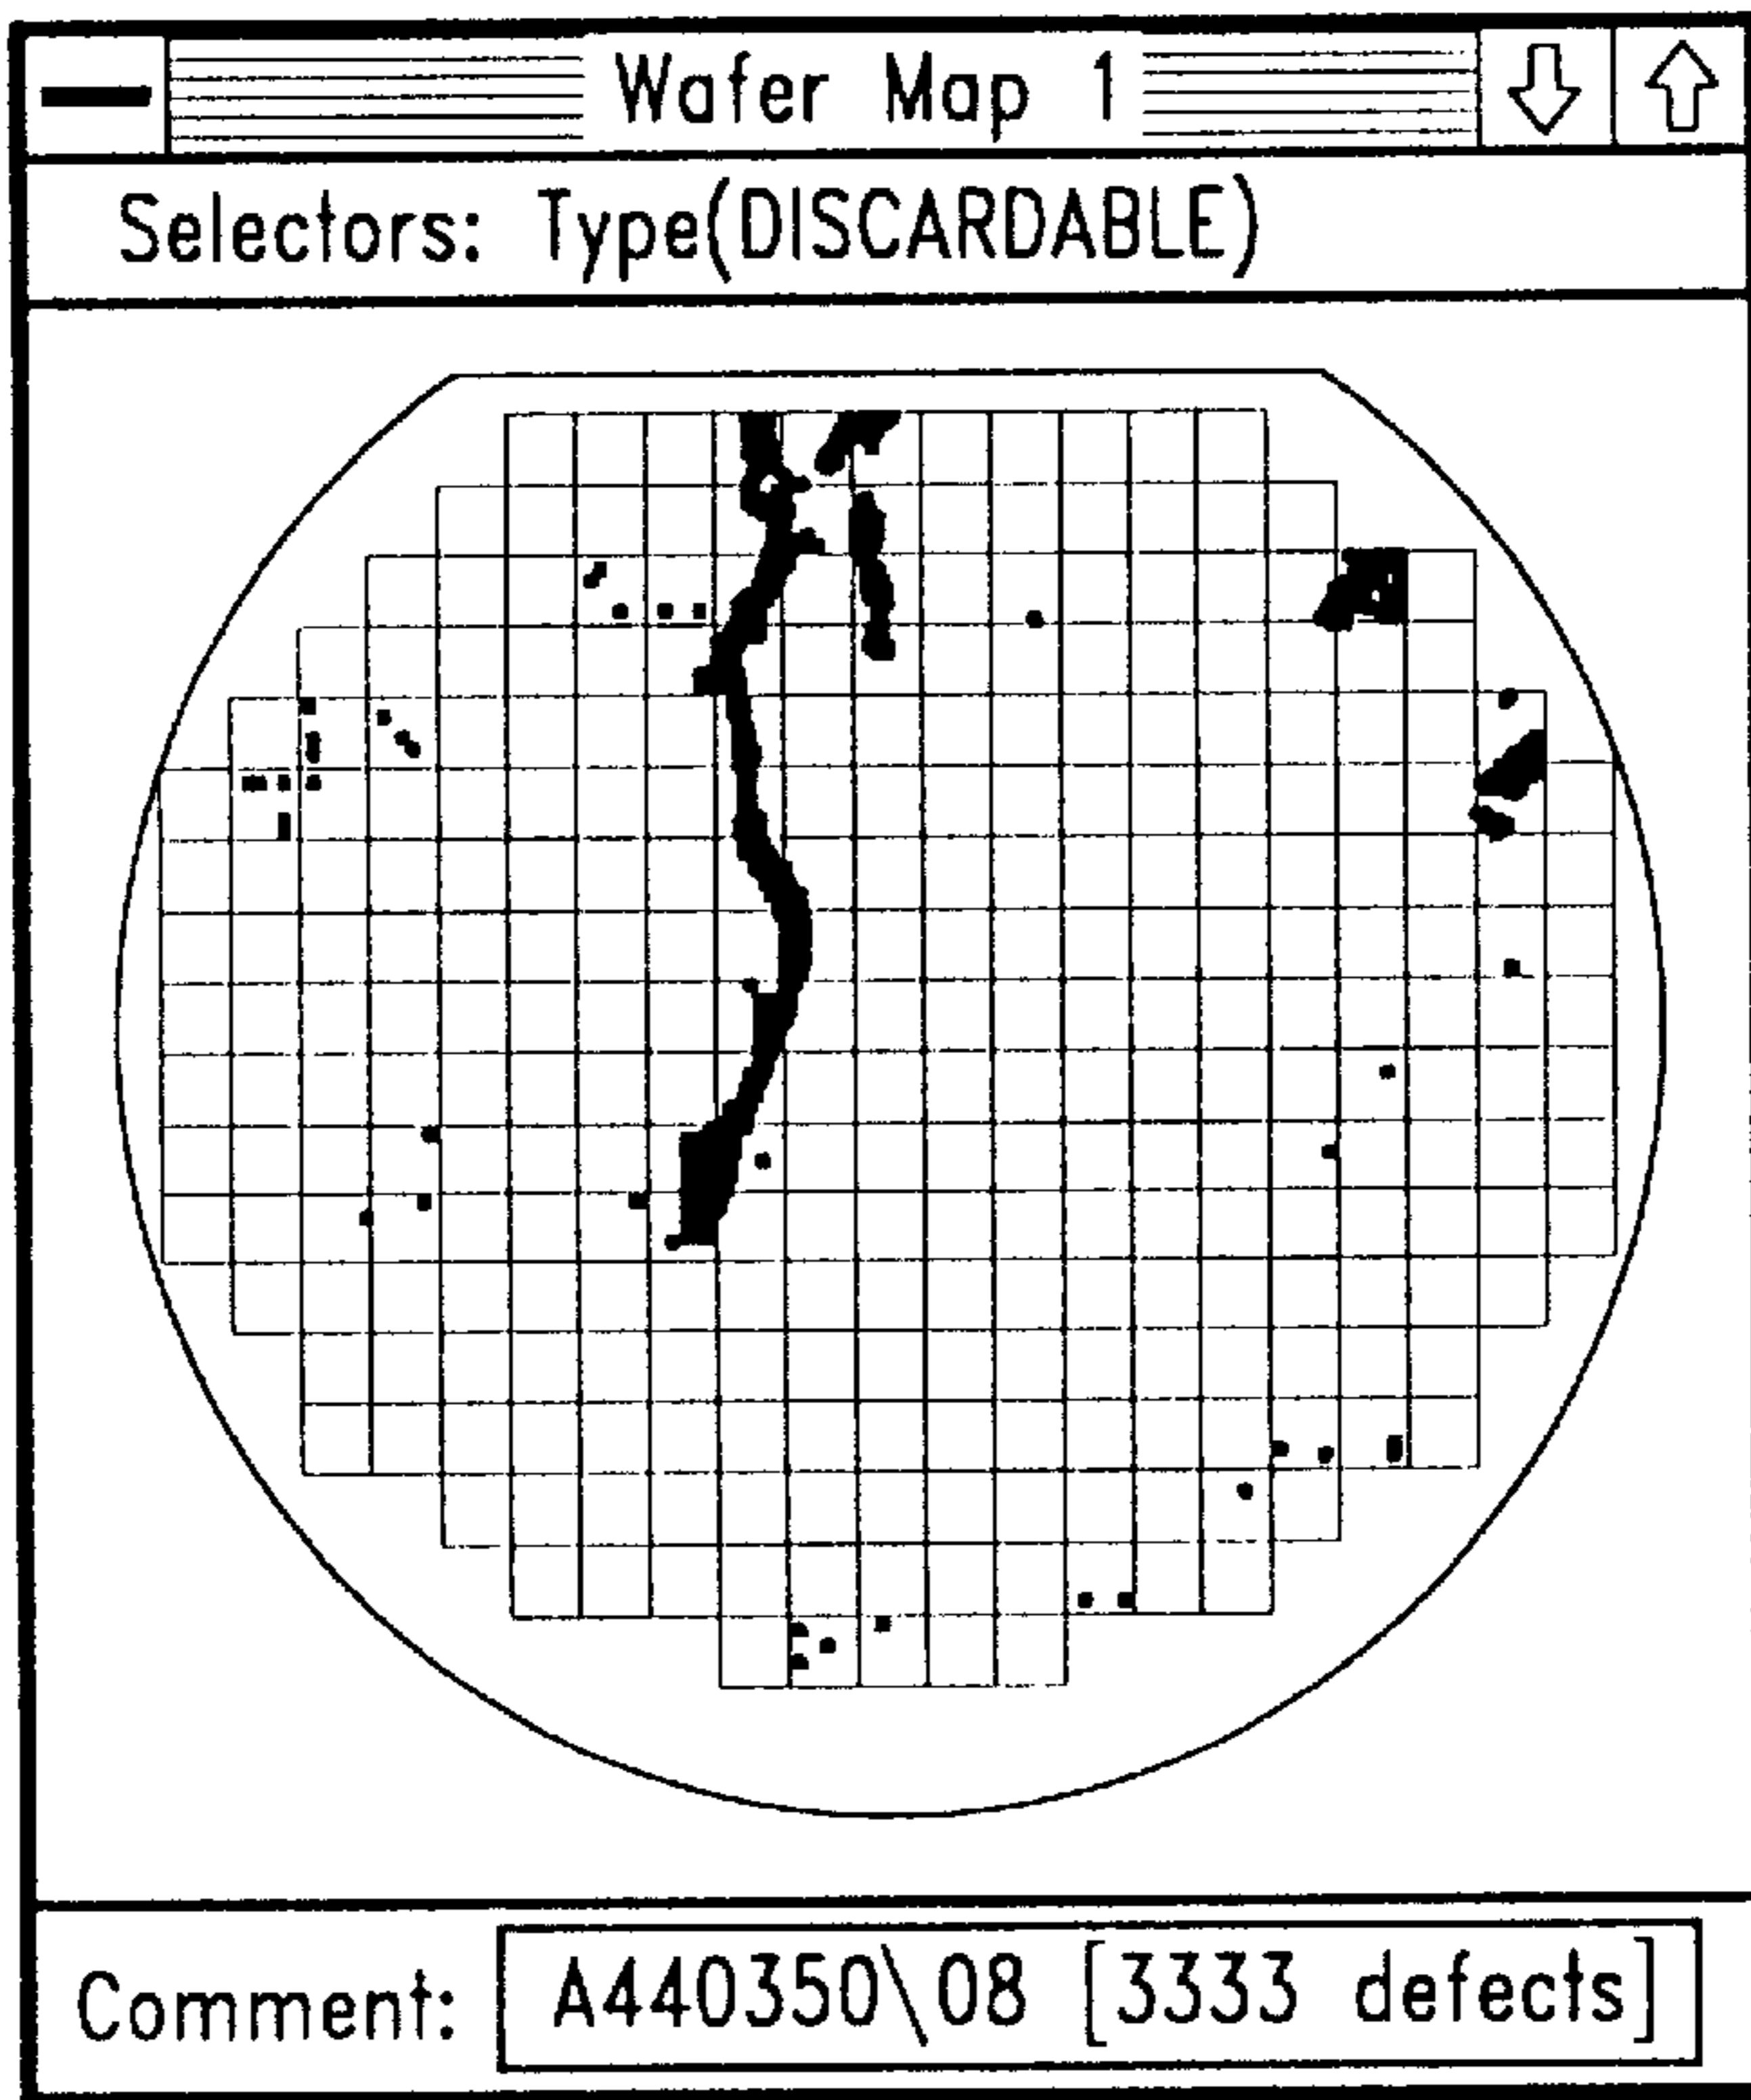 Wafer Map 1
Selectors: Type(DISCARDABLE)
Comment: A440350\08 [3333 defects]